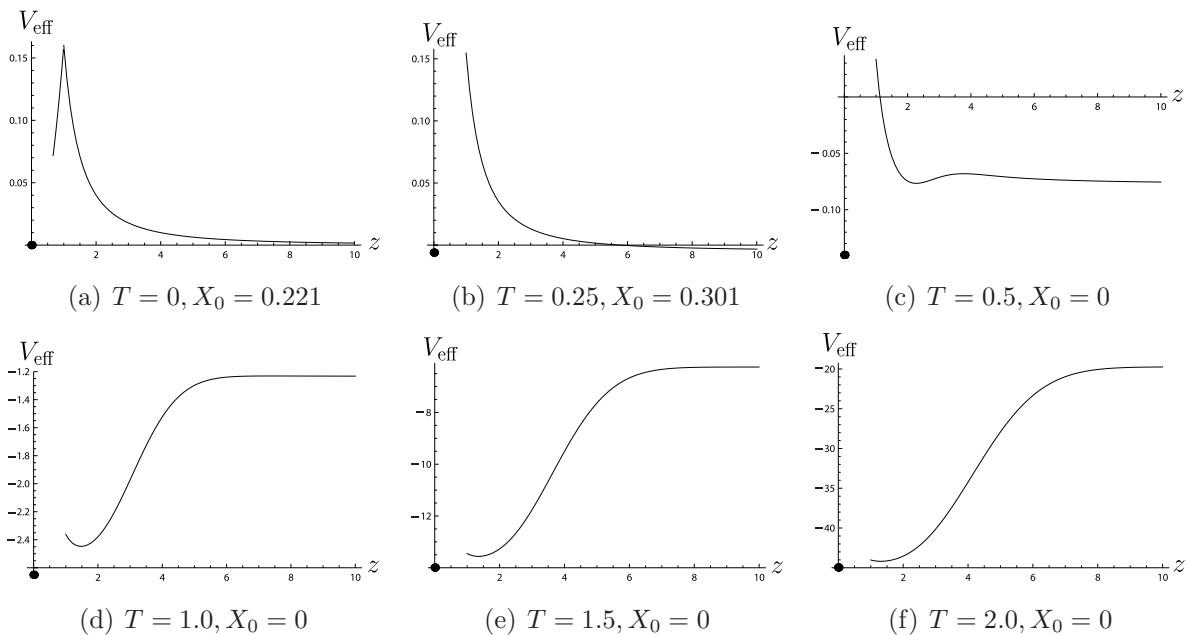 V_eff
0.15
0.10
0.05
2 4 6 8 10 z
(a) T = 0, X_0 = 0.221
V_eff
0.15
0.10
0.05
2 4 6 8 10 z
(b) T = 0.25, X_0 = 0.301
V_eff
2 4 6 8 10 z
−0.05
−0.10
(c) T = 0.5, X_0 = 0
V_eff
−1.2
−1.4
−1.6
−1.8
−2.0
−2.2
−2.4
2 4 6 8 10 z
(d) T = 1.0, X_0 = 0
V_eff
−8
−10
−12
2 4 6 8 10 z
(e) T = 1.5, X_0 = 0
V_eff
−20
−25
−30
−35
−40
2 4 6 8 10 z
(f) T = 2.0, X_0 = 0